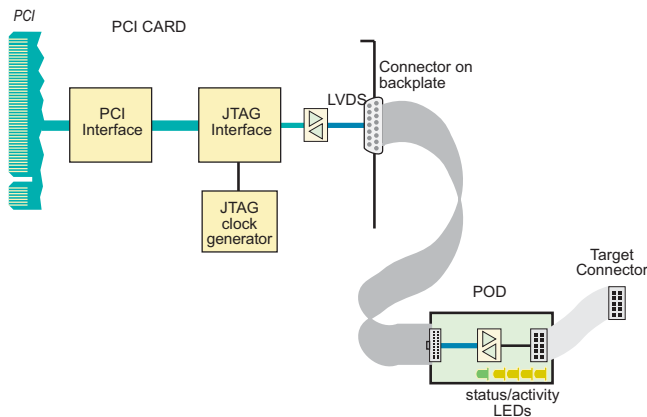 PCI
PCI CARD
Connector on
backplate
LVDS
PCI
Interface
JTAG
Interface
JTAG
clock
generator
Target
Connector
POD
status/activity
LEDs